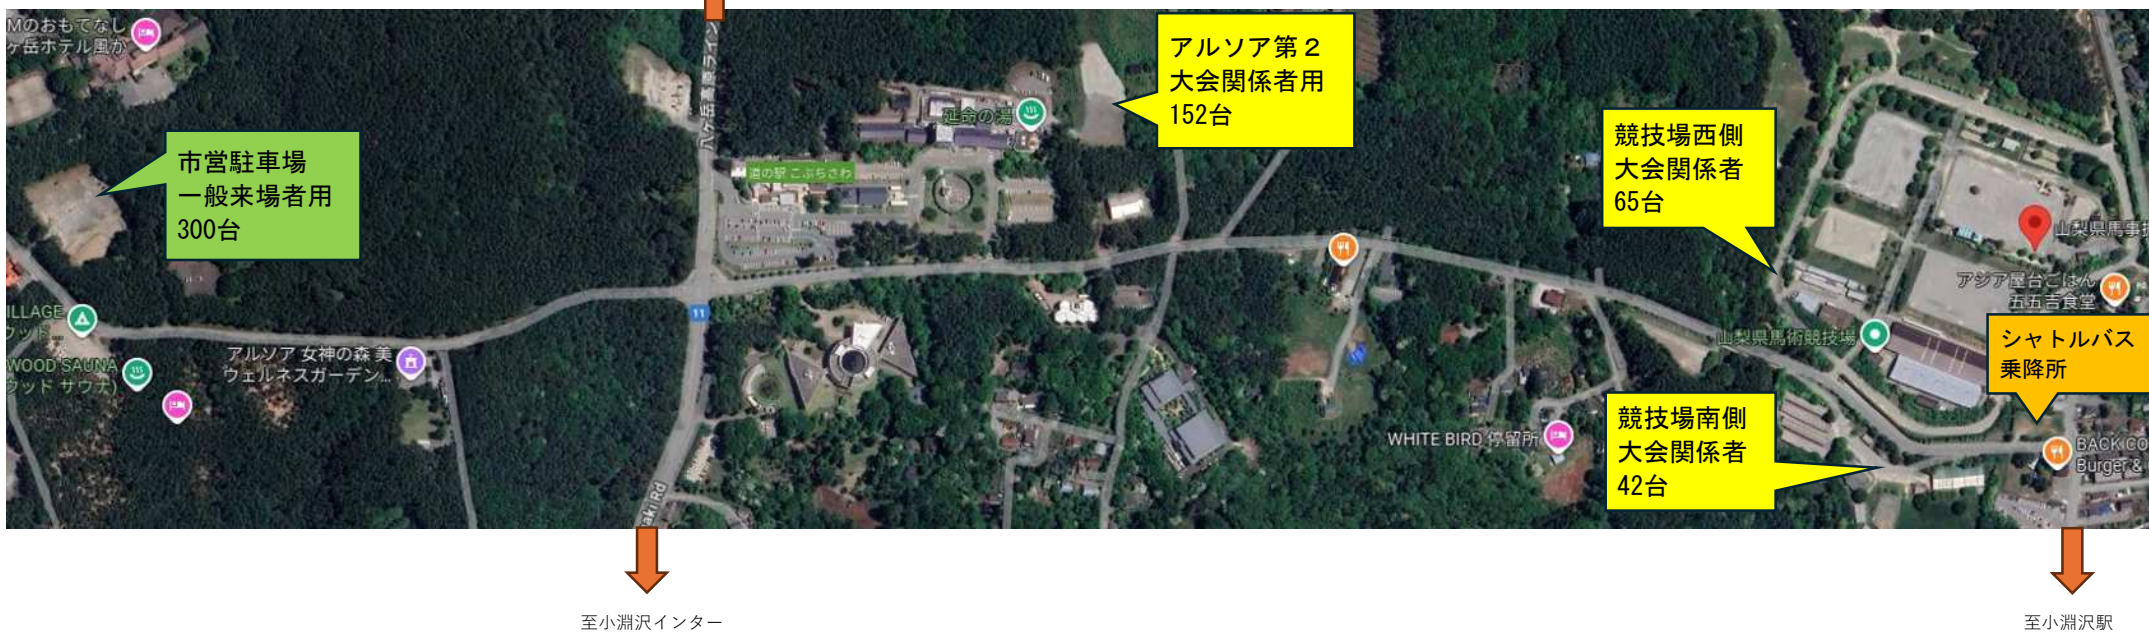 Mのおもてなし
ヶ岳ホテル風か
市営駐車場
一般来場者用
300台
八ヶ岳高原ライン
延命の湯
道の駅 こぶちさわ
アルソア第２
大会関係者用
152台
競技場西側
大会関係者
65台
山梨県馬事振
アジア屋台ごはん
五五吉食堂
ILLAGE
ウッド...
WOOD SAUNA
ウッド サウナ)
アルソア 女神の森 美
ウェルネスガーデン...
11
山梨県馬術競技場
シャトルバス
乗降所
WHITE BIRD 停留所
競技場南側
大会関係者
42台
BACK CO
Burger &
aki Rd
至小淵沢インター
至小淵沢駅